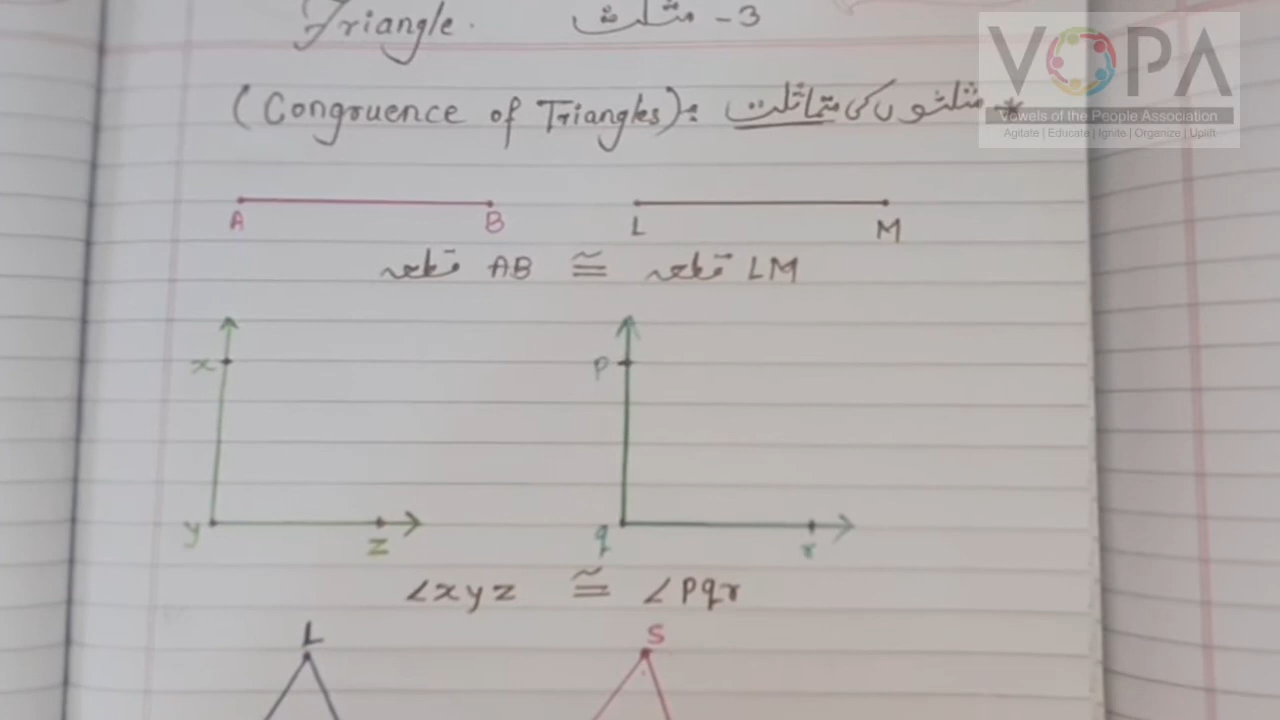 Triangle. 3- مثلث
* مثلثوں کی متماثلت :(Congruence of Triangles)
VOPA
Vowels of the People Association
Agitate | Educate | Ignite | Organize | Uplift
A B L M
قطعہ AB ≅ قطعہ LM
x p
y z q r
∠xyz ≅ ∠pqr
L S